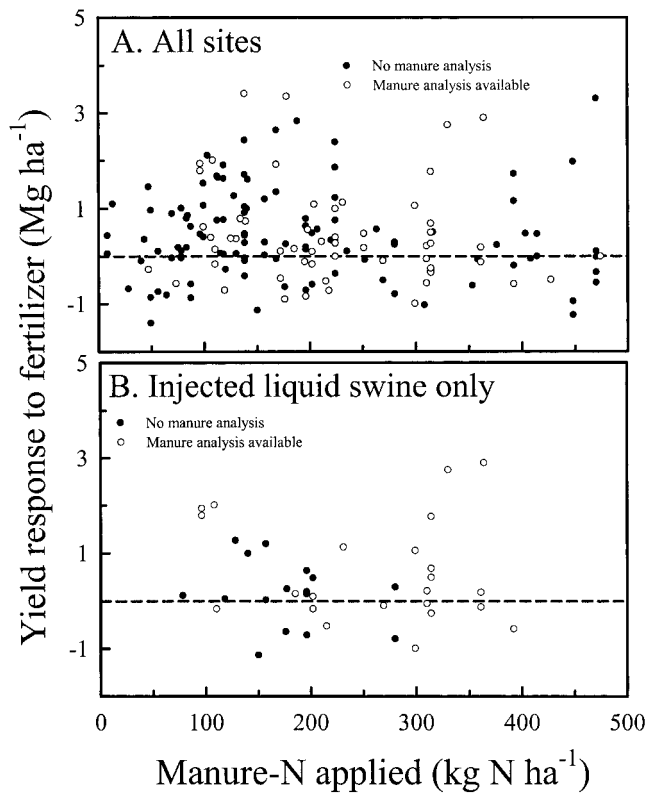 5
A. All sites
No manure analysis
Manure analysis available
3
1
-1
B. Injected liquid swine only
5
No manure analysis
Manure analysis available
3
1
-1
0
100
200
300
400
500
Yield response to fertilizer (Mg ha⁻¹)
Manure-N applied (kg N ha⁻¹)